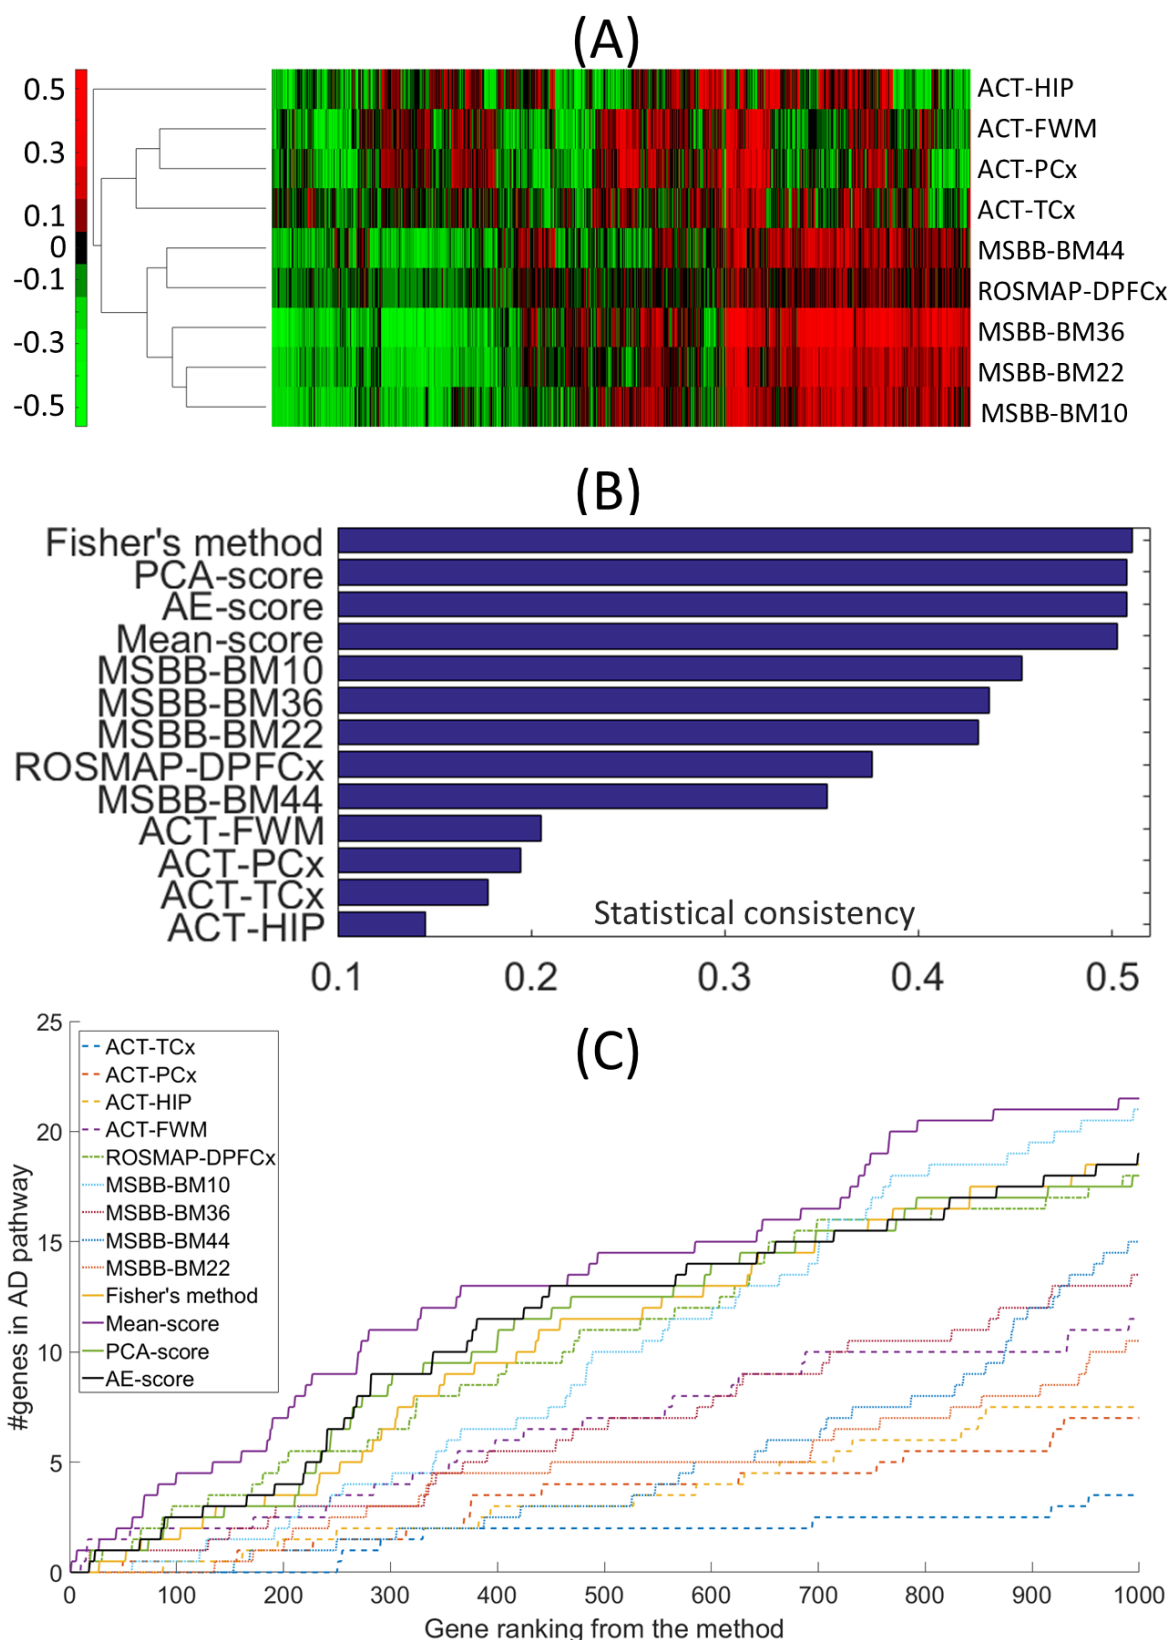 (A)
0.5
0.3
0.1
0
-0.1
-0.3
-0.5
ACT-HIP
ACT-FWM
ACT-PCx
ACT-TCx
MSBB-BM44
ROSMAP-DPFCx
MSBB-BM36
MSBB-BM22
MSBB-BM10
(B)
Fisher's method
PCA-score
AE-score
Mean-score
MSBB-BM10
MSBB-BM36
MSBB-BM22
ROSMAP-DPFCx
MSBB-BM44
ACT-FWM
ACT-PCx
ACT-TCx
ACT-HIP
Statistical consistency
0.1 0.2 0.3 0.4 0.5
(C)
25
20
15
10
5
0
#genes in AD pathway
ACT-TCx
ACT-PCx
ACT-HIP
ACT-FWM
ROSMAP-DPFCx
MSBB-BM10
MSBB-BM36
MSBB-BM44
MSBB-BM22
Fisher's method
Mean-score
PCA-score
AE-score
0 100 200 300 400 500 600 700 800 900 1000
Gene ranking from the method